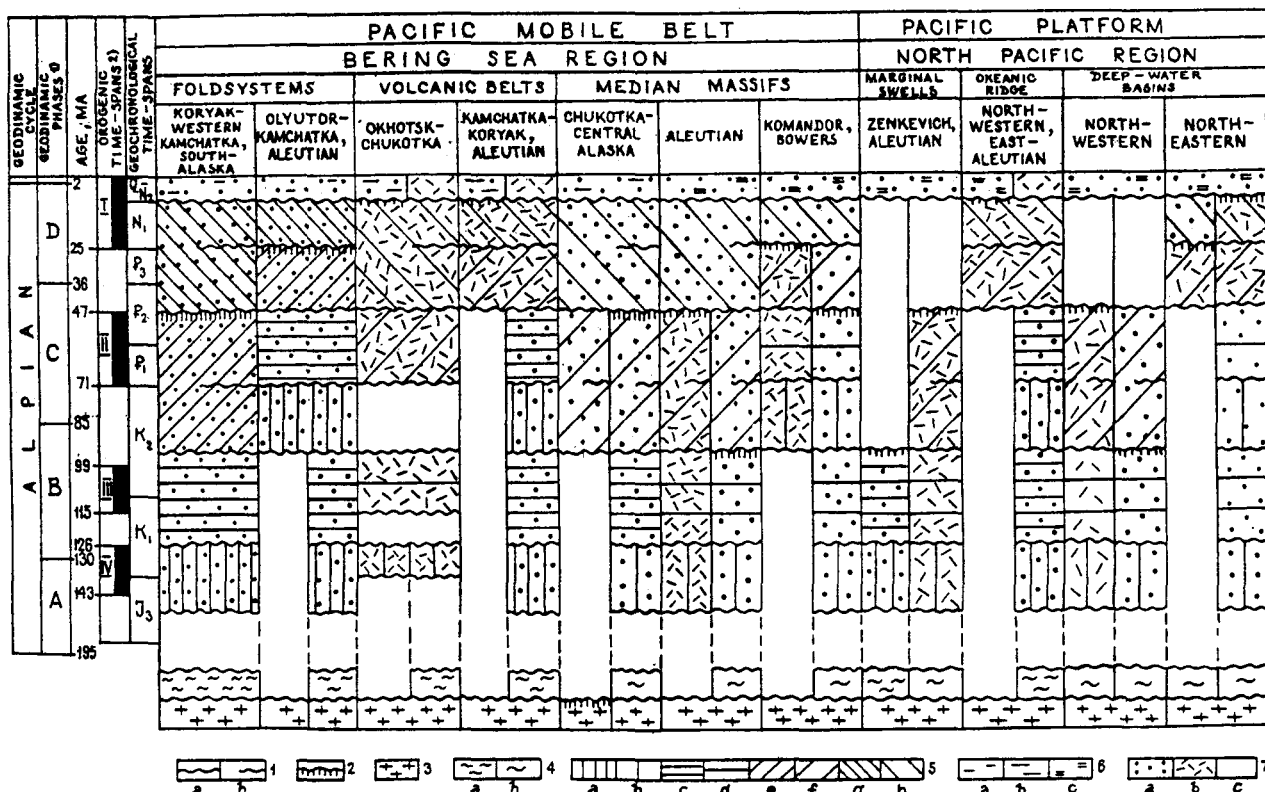 PACIFIC MOBILE BELT
PACIFIC PLATFORM
BERING SEA REGION
NORTH PACIFIC REGION
GEODINAMIC CYCLE
GEODINAMIC PHASES 1)
AGE, MA
OROGENIC TIME-SPANS 2)
GEOCHRONOLOGICAL TIME-SPANS
FOLDSYSTEMS
VOLCANIC BELTS
MEDIAN MASSIFS
MARGINAL SWELLS
OKEANIC RIDGE
DEEP-WATER BASINS
KORYAK-
WESTERN
KAMCHATKA,
SOUTH-
ALASKA
OLYUTOR-
KAMCHATKA,
ALEUTIAN
OKHOTSK-
CHUKOTKA
KAMCHATKA-
KORYAK,
ALEUTIAN
CHUKOTKA-
CENTRAL
ALASKA
ALEUTIAN
KOMANDOR,
BOWERS
ZENKEVICH,
ALEUTIAN
NORTH-
WESTERN,
EAST-
ALEUTIAN
NORTH-
WESTERN
NORTH-
EASTERN
ALPIAN
D
C
B
A
2
25
36
47
71
85
99
115
126
130
143
195
I
II
III
IV
N1
P3
P2
P1
K2
K1
J3
a b 1
2
3
a b 4
a b c d e f g h 5
a b c 6
a b c 7